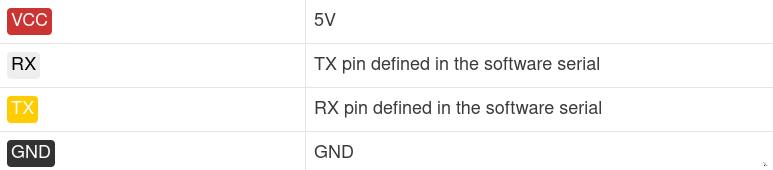 VCC 5V
RX TX pin defined in the software serial
TX RX pin defined in the software serial
GND GND